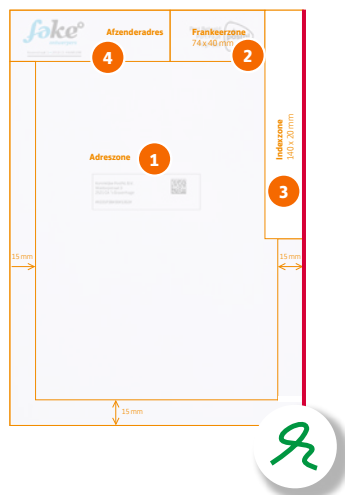 fake
Afzenderadres
Frankeerzone
74 x 40 mm
4
2
Indexzone
140 x 20 mm
Adreszone
1
3
15 mm
15 mm
15 mm